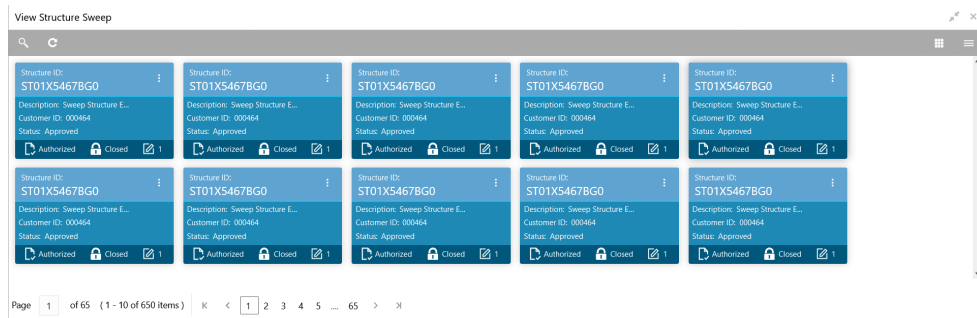 View Structure Sweep
Structure ID: Structure ID: Structure ID: Structure ID: Structure ID:
ST01X5467BG0 ST01X5467BG0 ST01X5467BG0 ST01X5467BG0 ST01X5467BG0
Description: Sweep Structure E... Description: Sweep Structure E... Description: Sweep Structure E... Description: Sweep Structure E... Description: Sweep Structure E...
Customer ID: 000464 Customer ID: 000464 Customer ID: 000464 Customer ID: 000464 Customer ID: 000464
Status: Approved Status: Approved Status: Approved Status: Approved Status: Approved
Authorized Closed 1 Authorized Closed 1 Authorized Closed 1 Authorized Closed 1 Authorized Closed 1
Structure ID: Structure ID: Structure ID: Structure ID: Structure ID:
ST01X5467BG0 ST01X5467BG0 ST01X5467BG0 ST01X5467BG0 ST01X5467BG0
Description: Sweep Structure E... Description: Sweep Structure E... Description: Sweep Structure E... Description: Sweep Structure E... Description: Sweep Structure E...
Customer ID: 000464 Customer ID: 000464 Customer ID: 000464 Customer ID: 000464 Customer ID: 000464
Status: Approved Status: Approved Status: Approved Status: Approved Status: Approved
Authorized Closed 1 Authorized Closed 1 Authorized Closed 1 Authorized Closed 1 Authorized Closed 1
Page 1 of 65 ( 1 - 10 of 650 items ) 1 2 3 4 5 .... 65